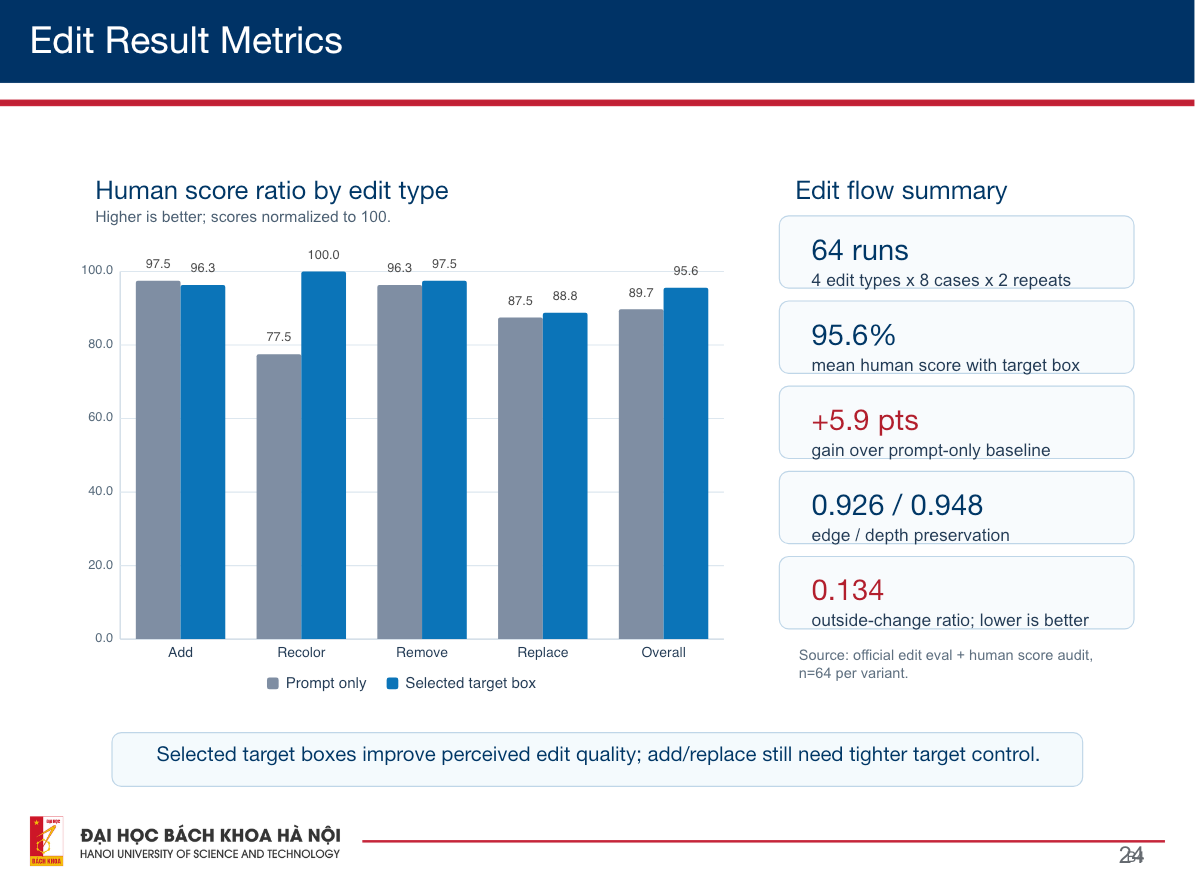 Edit Result Metrics
Human score ratio by edit type
Higher is better; scores normalized to 100.
97.5 96.3 77.5 100.0 96.3 97.5 87.5 88.8 89.7 95.6
100.0
80.0
60.0
40.0
20.0
0.0
Add Recolor Remove Replace Overall
Prompt only Selected target box
Edit flow summary
64 runs
4 edit types x 8 cases x 2 repeats
95.6%
mean human score with target box
+5.9 pts
gain over prompt-only baseline
0.926 / 0.948
edge / depth preservation
0.134
outside-change ratio; lower is better
Source: official edit eval + human score audit,
n=64 per variant.
Selected target boxes improve perceived edit quality; add/replace still need tighter target control.
ĐẠI HỌC
BÁCH KHOA
ĐẠI HỌC BÁCH KHOA HÀ NỘI
HANOI UNIVERSITY OF SCIENCE AND TECHNOLOGY
24